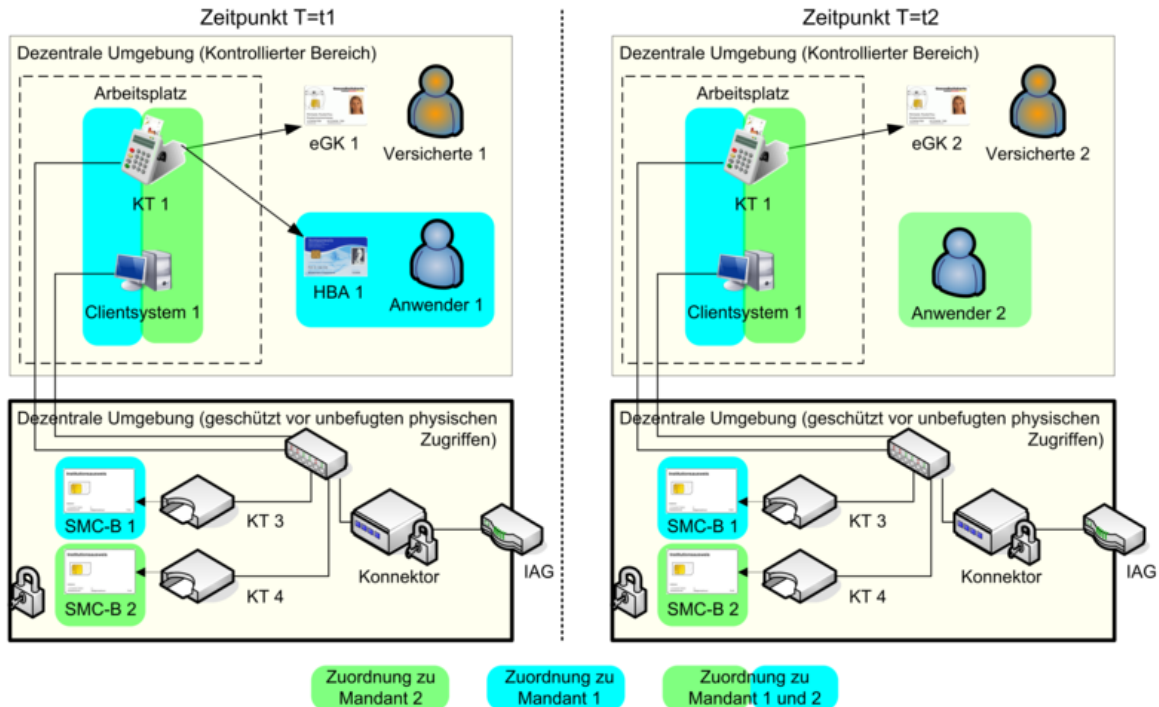 Zeitpunkt T=t1
Dezentrale Umgebung (Kontrollierter Bereich)
Arbeitsplatz
eGK 1
Versicherte 1
KT 1
HBA 1
Anwender 1
Clientsystem 1
Dezentrale Umgebung (geschützt vor unbefugten physischen
Zugriffen)
SMC-B 1
KT 3
Konnektor
IAG
SMC-B 2
KT 4
Zeitpunkt T=t2
Dezentrale Umgebung (Kontrollierter Bereich)
Arbeitsplatz
eGK 2
Versicherte 2
KT 1
Clientsystem 1
Anwender 2
Dezentrale Umgebung (geschützt vor unbefugten physischen
Zugriffen)
SMC-B 1
KT 3
Konnektor
IAG
SMC-B 2
KT 4
Zuordnung zu
Mandant 2
Zuordnung zu
Mandant 1
Zuordnung zu
Mandant 1 und 2